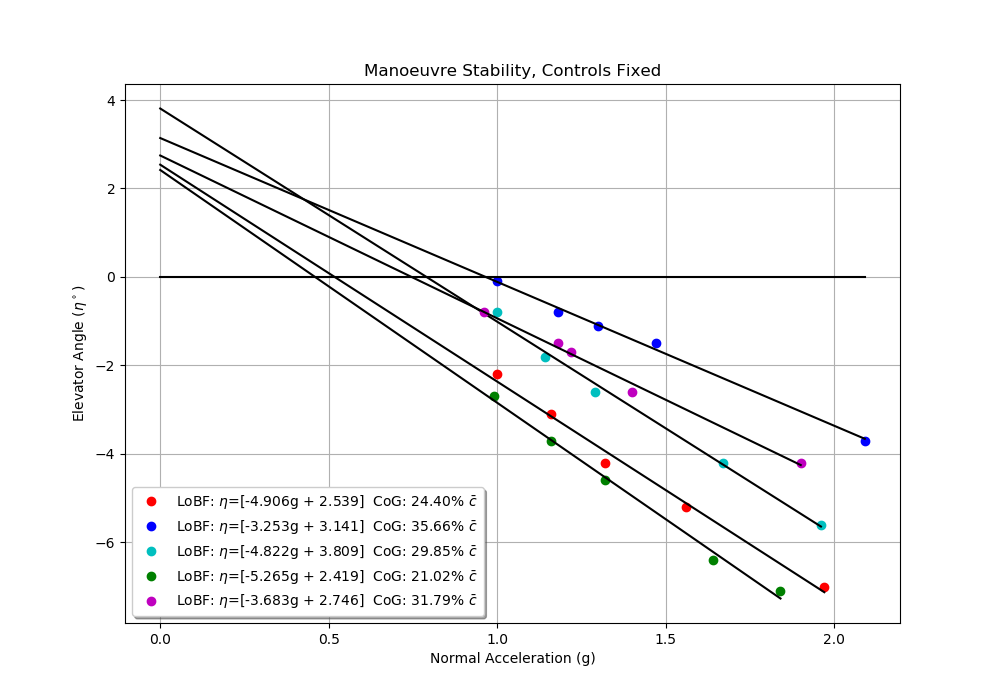 Manoeuvre Stability, Controls Fixed
Elevator Angle (η°)
4
2
0
−2
−4
−6
LoBF: η=[-4.906g + 2.539]  CoG: 24.40% c̄
LoBF: η=[-3.253g + 3.141]  CoG: 35.66% c̄
LoBF: η=[-4.822g + 3.809]  CoG: 29.85% c̄
LoBF: η=[-5.265g + 2.419]  CoG: 21.02% c̄
LoBF: η=[-3.683g + 2.746]  CoG: 31.79% c̄
0.0 0.5 1.0 1.5 2.0
Normal Acceleration (g)